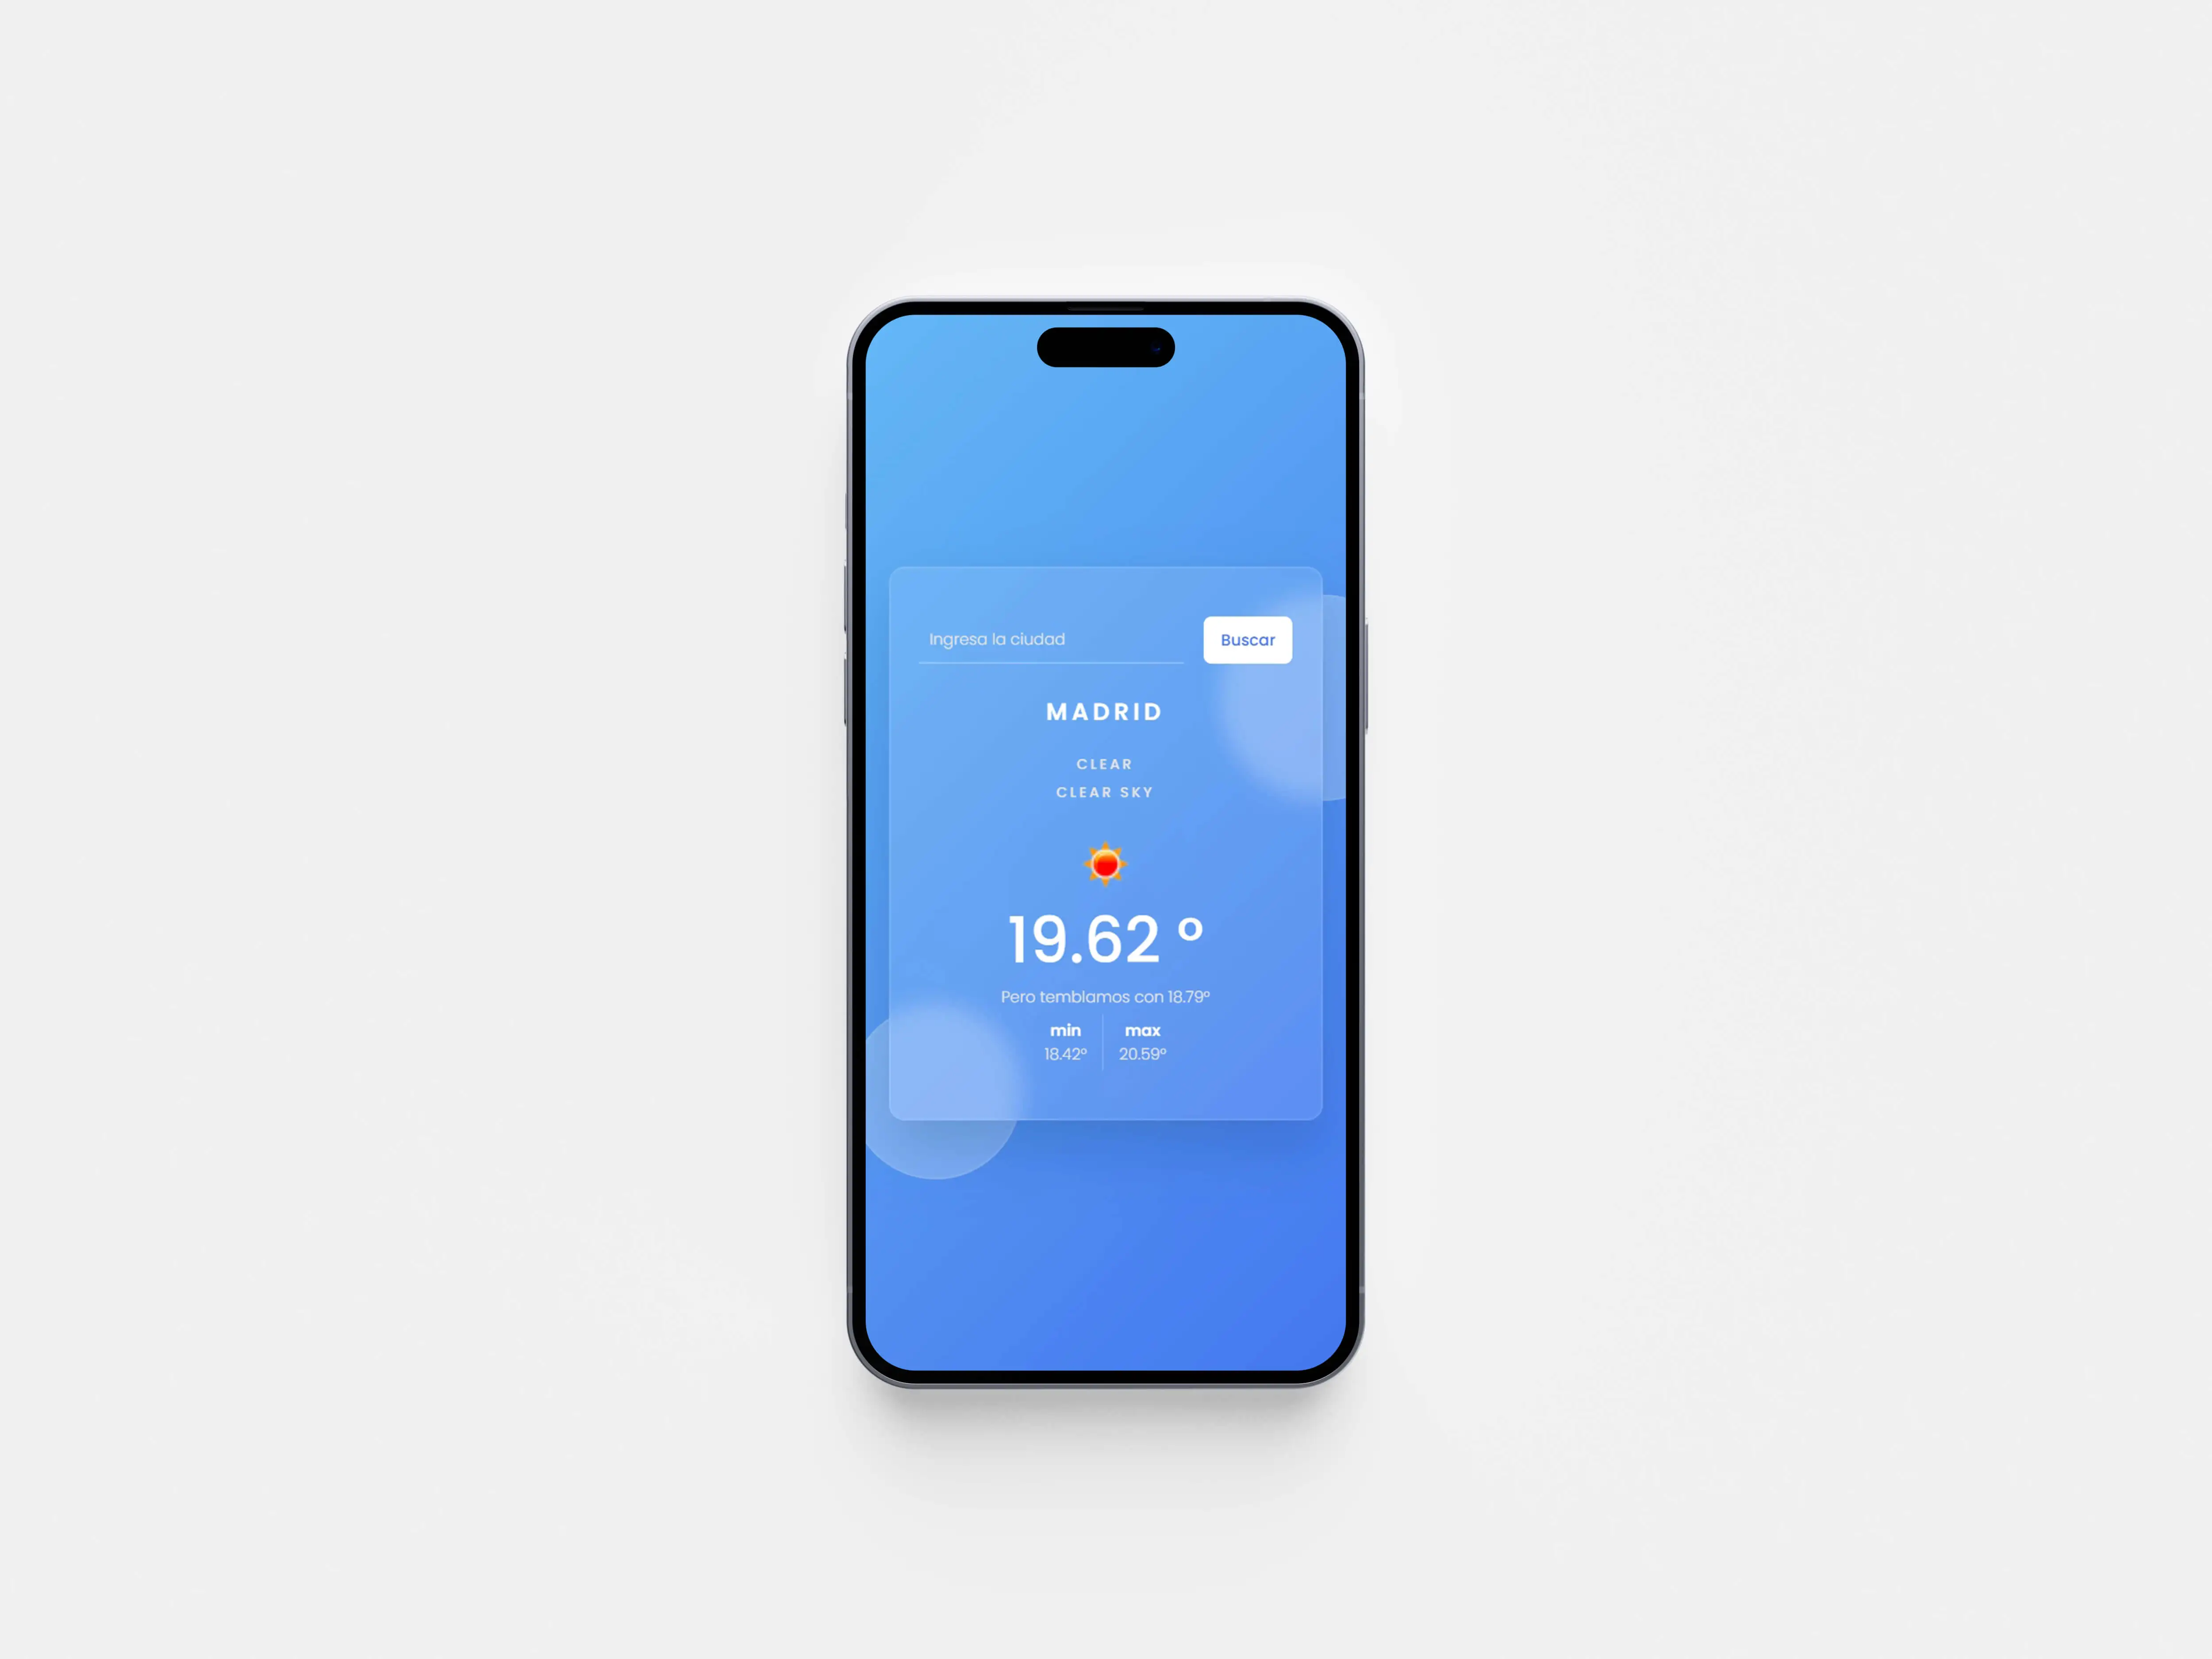 Ingresa la ciudad
Buscar
MADRID
CLEAR
CLEAR SKY
19.62 º
Pero temblamos con 18.79º
min max
18.42º 20.59º